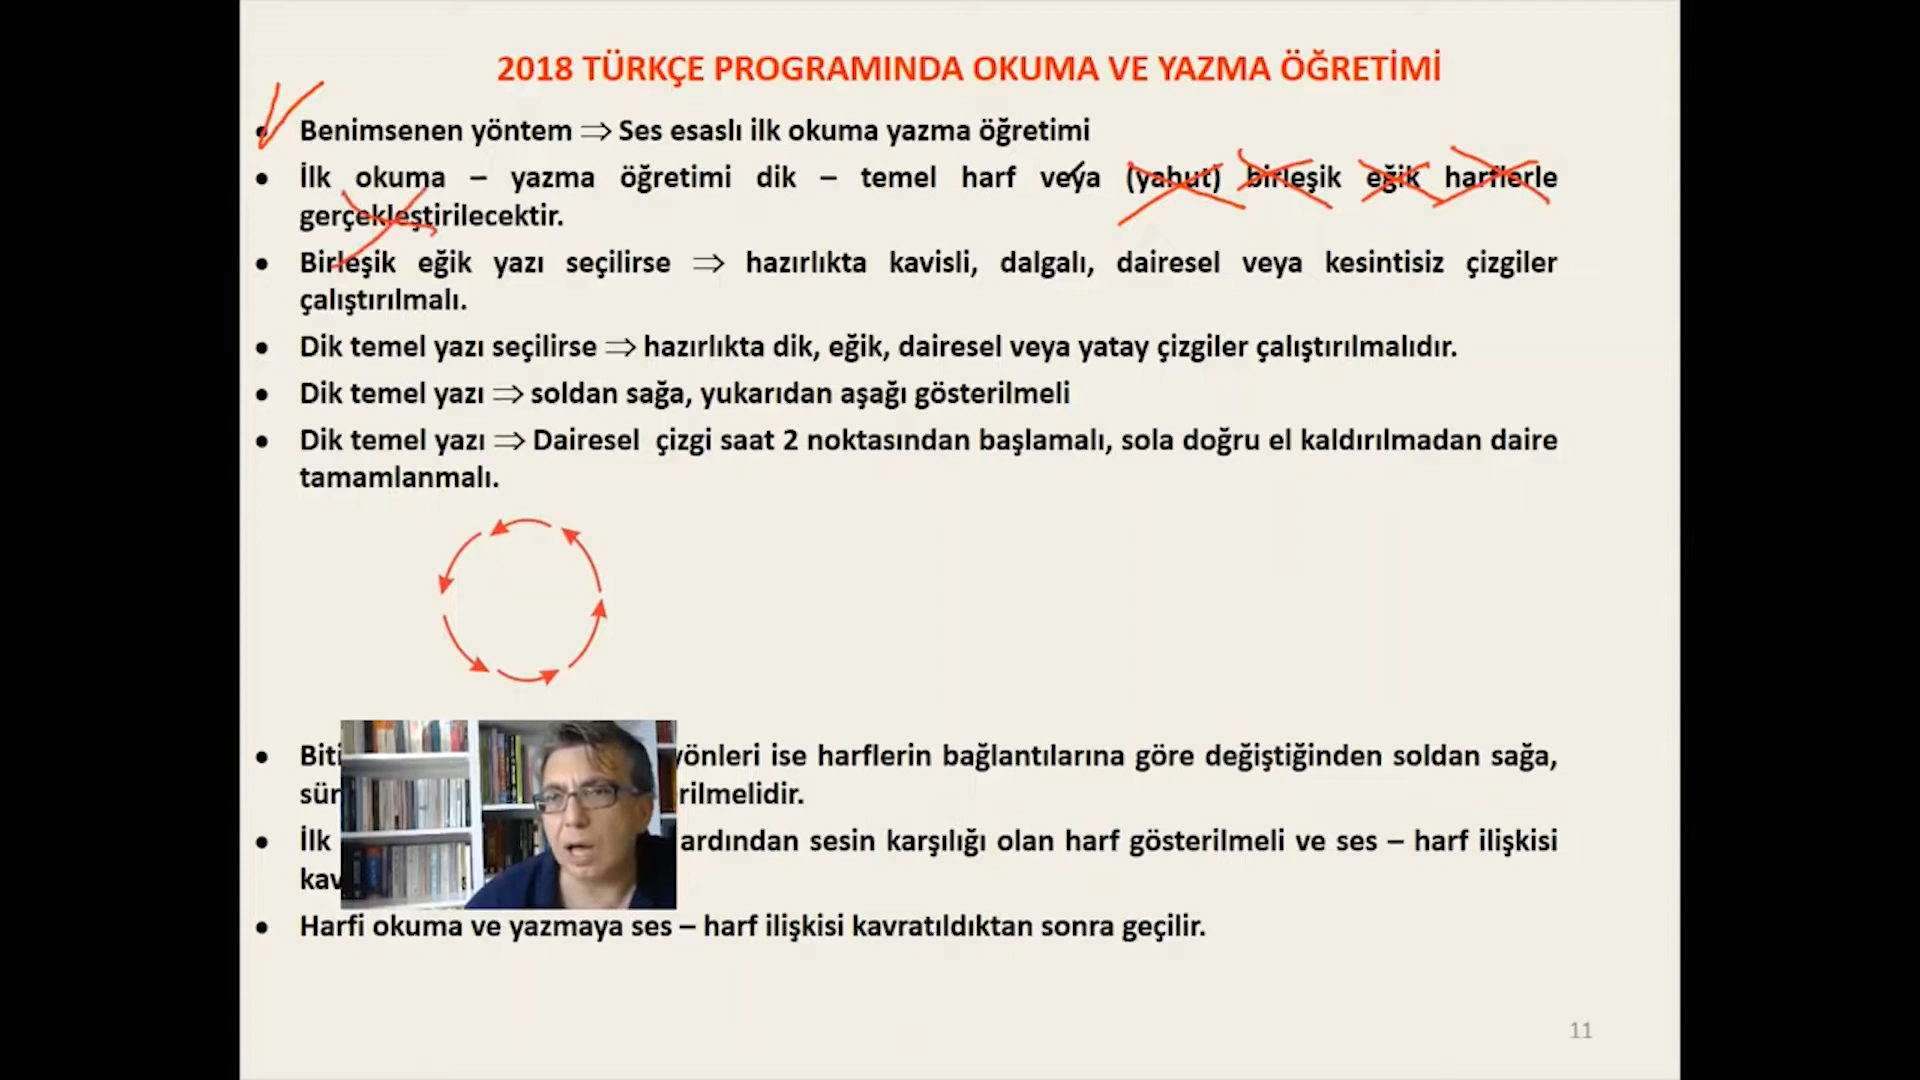 2018 TÜRKÇE PROGRAMINDA OKUMA VE YAZMA ÖĞRETİMİ
• Benimsenen yöntem ⇒ Ses esaslı ilk okuma yazma öğretimi
• İlk okuma – yazma öğretimi dik – temel harf veya (yahut) birleşik eğik harflerle
gerçekleştirilecektir.
• Birleşik eğik yazı seçilirse ⇒ hazırlıkta kavisli, dalgalı, dairesel veya kesintisiz çizgiler
çalıştırılmalı.
• Dik temel yazı seçilirse ⇒ hazırlıkta dik, eğik, dairesel veya yatay çizgiler çalıştırılmalıdır.
• Dik temel yazı ⇒ soldan sağa, yukarıdan aşağı gösterilmeli
• Dik temel yazı ⇒ Dairesel çizgi saat 2 noktasından başlamalı, sola doğru el kaldırılmadan daire
tamamlanmalı.
• yönleri ise harflerin bağlantılarına göre değiştiğinden soldan sağa,
• İlk ardından sesin karşılığı olan harf gösterilmeli ve ses – harf ilişkisi
• Harfi okuma ve yazmaya ses – harf ilişkisi kavratıldıktan sonra geçilir.
11